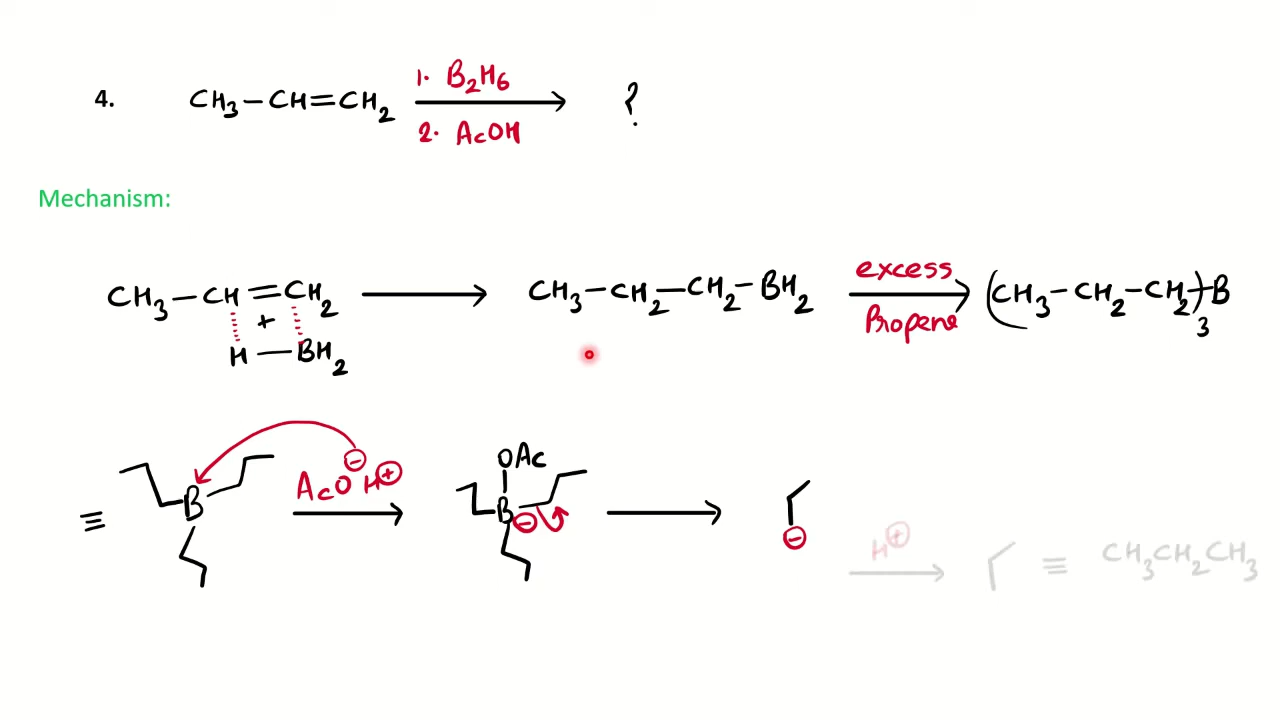 4. CH3-CH=CH2 1. B2H6 2. AcOH ?
Mechanism:
CH3-CH=CH2 + H-BH2 → CH3-CH2-CH2-BH2 excess Propene → (CH3-CH2-CH2)3B
≡ B AcO⊖ H⊕ → OAc B⊖ → ⊖ H⊕ → ≡ CH3CH2CH3